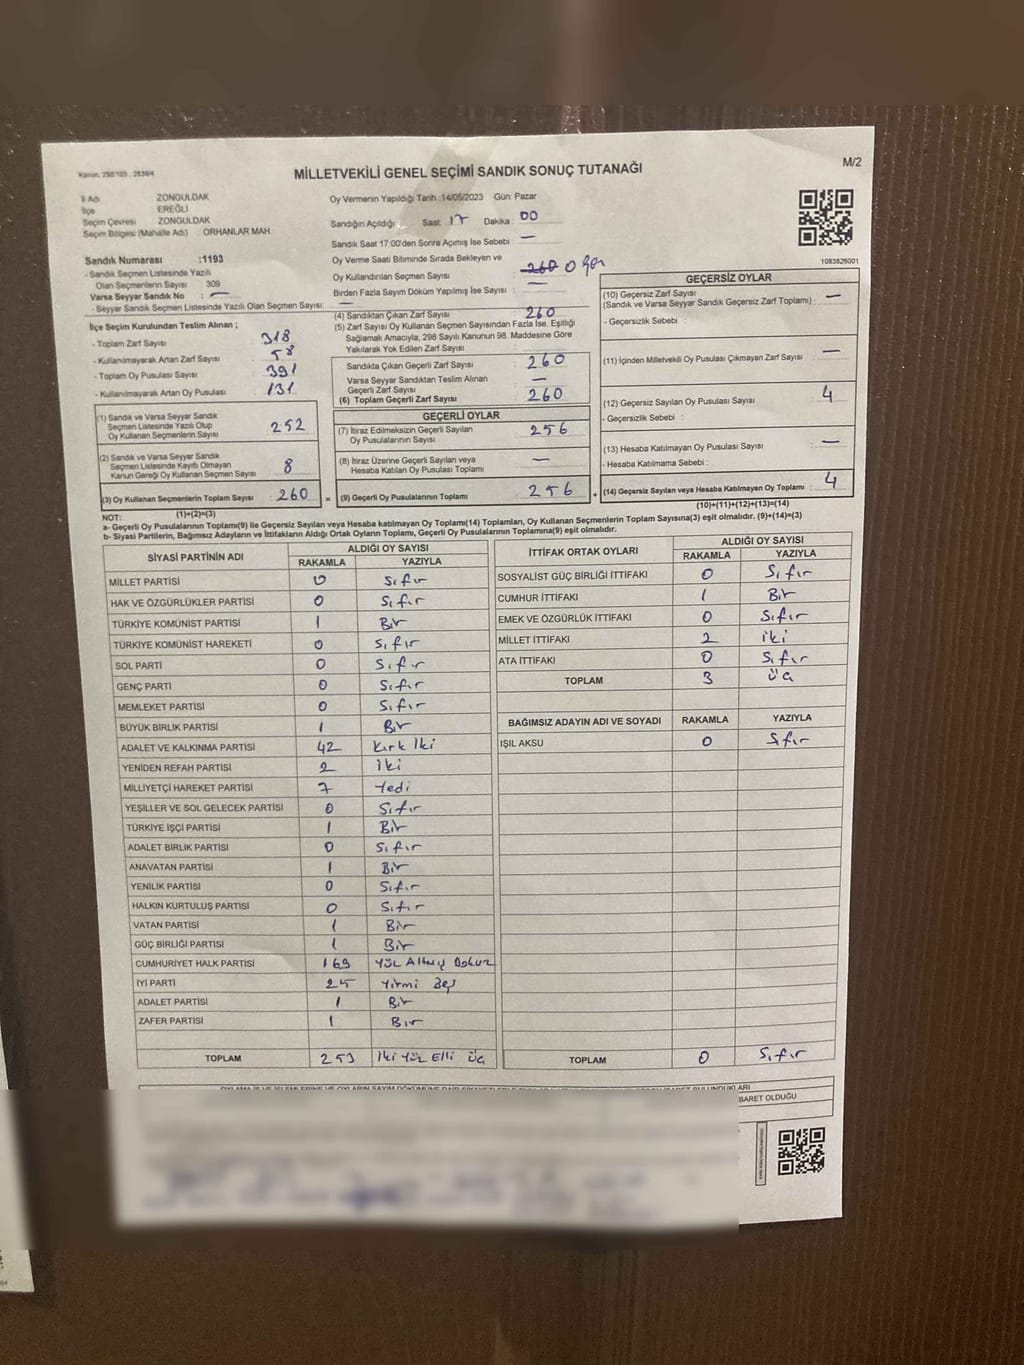 Kanun, 298/105 , 2839/4
MİLLETVEKİLİ GENEL SEÇİMİ SANDIK SONUÇ TUTANAĞI
M/2
İl Adı ZONGULDAK
İlçe EREĞLİ
Seçim Çevresi ZONGULDAK
Seçim Bölgesi (Mahalle Adı) : ORHANLAR MAH.
Sandık Numarası :1193
- Sandık Seçmen Listesinde Yazılı
Olan Seçmenlerin Sayısı : 309
Varsa Seyyar Sandık No : —
- Seyyar Sandık Seçmen Listesinde Yazılı Olan Seçmen Sayısı: —
İlçe Seçim Kurulundan Teslim Alınan ;
- Toplam Zarf Sayısı : 318
- Kullanılmayarak Artan Zarf Sayısı : 58
- Toplam Oy Pusulası Sayısı : 391
- Kullanılmayarak Artan Oy Pusulası : 131
(1) Sandık ve Varsa Seyyar Sandık
Seçmen Listesinde Yazılı Olup
Oy Kullanan Seçmenlerin Sayısı 252
(2) Sandık ve Varsa Seyyar Sandık
Seçmen Listesinde Kayıtlı Olmayan
Kanun Gereği Oy Kullanan Seçmen Sayısı 8
(3) Oy Kullanan Seçmenlerin Toplam Sayısı 260
(1)+(2)=(3)
Oy Vermenin Yapıldığı Tarih :14/05/2023 Gün: Pazar
Sandığın Açıldığı Saat: 17 Dakika : 00
Sandık Saat 17:00'den Sonra Açılmış İse Sebebi : —
Oy Verme Saati Bitiminde Sırada Bekleyen ve
Oy Kullandırılan Seçmen Sayısı : 260 0
Birden Fazla Sayım Döküm Yapılmış İse Sayısı : —
(4) Sandıktan Çıkan Zarf Sayısı : 260
(5) Zarf Sayısı Oy Kullanan Seçmen Sayısından Fazla İse, Eşitliği
Sağlamak Amacıyla, 298 Sayılı Kanunun 98. Maddesine Göre
Yakılarak Yok Edilen Zarf Sayısı : —
Sandıkta Çıkan Geçerli Zarf Sayısı : 260
Varsa Seyyar Sandıktan Teslim Alınan
Geçerli Zarf Sayısı : —
(6) Toplam Geçerli Zarf Sayısı : 260
GEÇERLİ OYLAR
(7) İtiraz Edilmeksizin Geçerli Sayılan
Oy Pusulalarının Sayısı : 256
(8) İtiraz Üzerine Geçerli Sayılan veya
Hesaba Katılan Oy Pusulası Toplamı : —
= (9) Geçerli Oy Pusulalarının Toplamı : 256
1083825001
GEÇERSİZ OYLAR
(10) Geçersiz Zarf Sayısı
(Sandık ve Varsa Seyyar Sandık Geçersiz Zarf Toplamı) : —
- Geçersizlik Sebebi :
(11) İçinden Milletvekili Oy Pusulası Çıkmayan Zarf Sayısı : —
(12) Geçersiz Sayılan Oy Pusulası Sayısı : 4
- Geçersizlik Sebebi :
(13) Hesaba Katılmayan Oy Pusulası Sayısı : —
- Hesaba Katılmama Sebebi :
+ (14) Geçersiz Sayılan veya Hesaba Katılmayan Oy Toplamı : 4
(10)+(11)+(12)+(13)=(14)
NOT:
a- Geçerli Oy Pusulalarının Toplamı(9) ile Geçersiz Sayılan veya Hesaba katılmayan Oy Toplamı(14) Toplamları, Oy Kullanan Seçmenlerin Toplam Sayısına(3) eşit olmalıdır. (9)+(14)=(3)
b- Siyasi Partilerin, Bağımsız Adayların ve İttifakların Aldığı Ortak Oyların Toplamı, Geçerli Oy Pusulalarının Toplamına(9) eşit olmalıdır.
SİYASİ PARTİNİN ADI ALDIĞI OY SAYISI
RAKAMLA YAZIYLA
MİLLET PARTİSİ 0 Sıfır
HAK VE ÖZGÜRLÜKLER PARTİSİ 0 Sıfır
TÜRKİYE KOMÜNİST PARTİSİ 1 Bir
TÜRKİYE KOMÜNİST HAREKETİ 0 Sıfır
SOL PARTİ 0 Sıfır
GENÇ PARTİ 0 Sıfır
MEMLEKET PARTİSİ 0 Sıfır
BÜYÜK BİRLİK PARTİSİ 1 Bir
ADALET VE KALKINMA PARTİSİ 42 Kırk İki
YENİDEN REFAH PARTİSİ 2 İki
MİLLİYETÇİ HAREKET PARTİSİ 7 Yedi
YEŞİLLER VE SOL GELECEK PARTİSİ 0 Sıfır
TÜRKİYE İŞÇİ PARTİSİ 1 Bir
ADALET BİRLİK PARTİSİ 0 Sıfır
ANAVATAN PARTİSİ 1 Bir
YENİLİK PARTİSİ 0 Sıfır
HALKIN KURTULUŞ PARTİSİ 0 Sıfır
VATAN PARTİSİ 1 Bir
GÜÇ BİRLİĞİ PARTİSİ 1 Bir
CUMHURİYET HALK PARTİSİ 169 Yüz Altmış Dokuz
İYİ PARTİ 25 Yirmi Beş
ADALET PARTİSİ 1 Bir
ZAFER PARTİSİ 1 Bir
TOPLAM 253 İki Yüz Elli Üç
İTTİFAK ORTAK OYLARI ALDIĞI OY SAYISI
RAKAMLA YAZIYLA
SOSYALİST GÜÇ BİRLİĞİ İTTİFAKI 0 Sıfır
CUMHUR İTTİFAKI 1 Bir
EMEK VE ÖZGÜRLÜK İTTİFAKI 0 Sıfır
MİLLET İTTİFAKI 2 İki
ATA İTTİFAKI 0 Sıfır
TOPLAM 3 Üç
BAĞIMSIZ ADAYIN ADI VE SOYADI RAKAMLA YAZIYLA
IŞIL AKSU 0 Sıfır
TOPLAM 0 Sıfır
BARET OLDUĞU